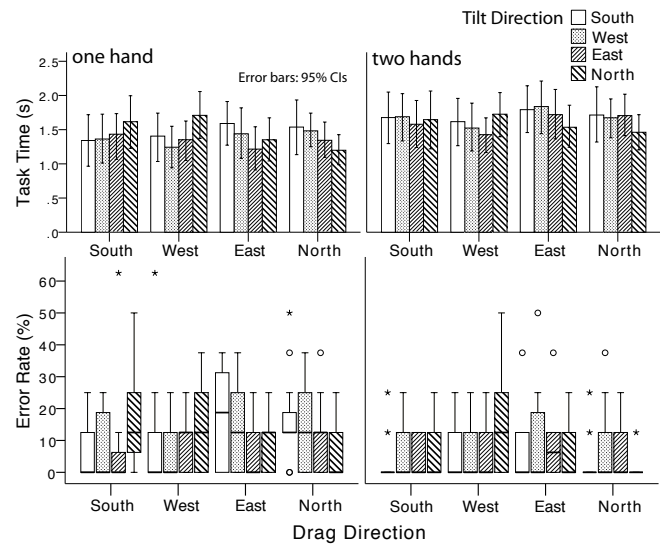 Tilt Direction South
West
East
North
one hand
two hands
Error bars: 95% CIs
Task Time (s)
2.5
2.0
1.5
1.0
.5
.0
South West East North South West East North
Error Rate (%)
60
50
40
30
20
10
0
South West East North South West East North
Drag Direction